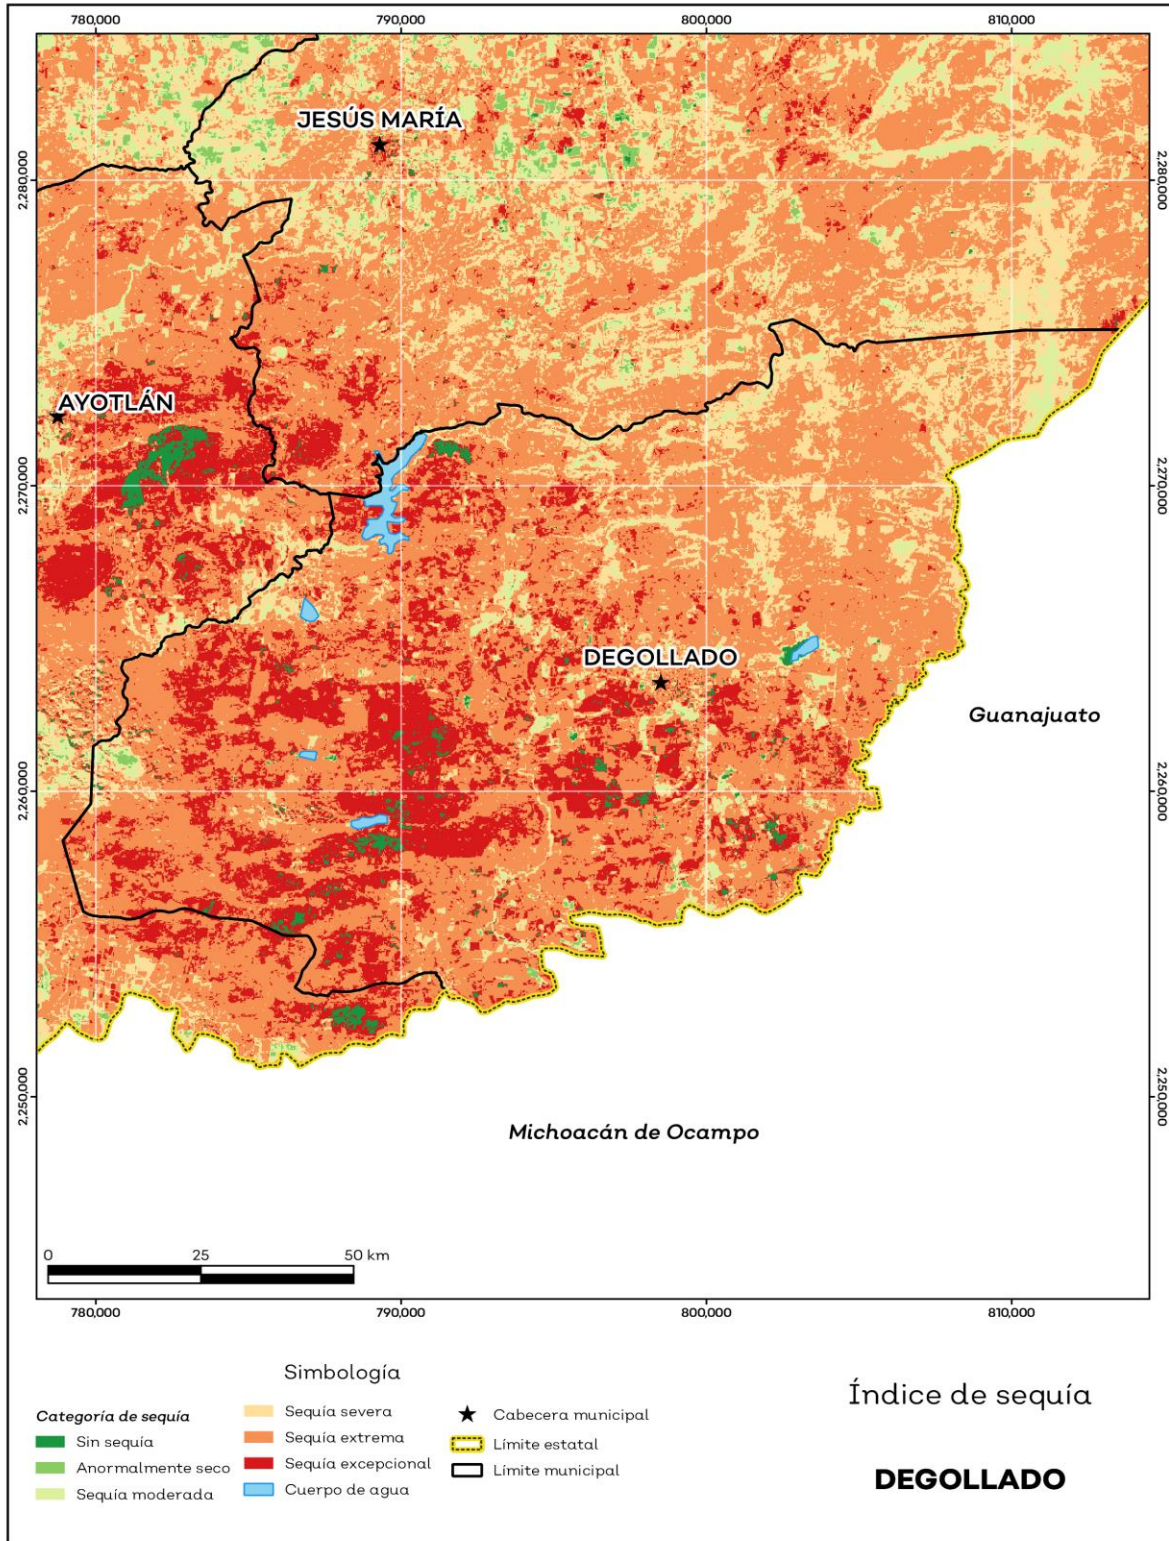 780,000
790,000
800,000
810,000
JESÚS MARÍA
2,280,000
2,280,000
AYOTLÁN
2,270,000
2,270,000
DEGOLLADO
Guanajuato
2,260,000
2,260,000
2,250,000
2,250,000
Michoacán de Ocampo
0
25
50 km
780,000
790,000
800,000
810,000
Simbología
Categoría de sequía
Sin sequía
Anormalmente seco
Sequía moderada
Sequía severa
Sequía extrema
Sequía excepcional
Cuerpo de agua
Cabecera municipal
Límite estatal
Límite municipal
Índice de sequía
DEGOLLADO